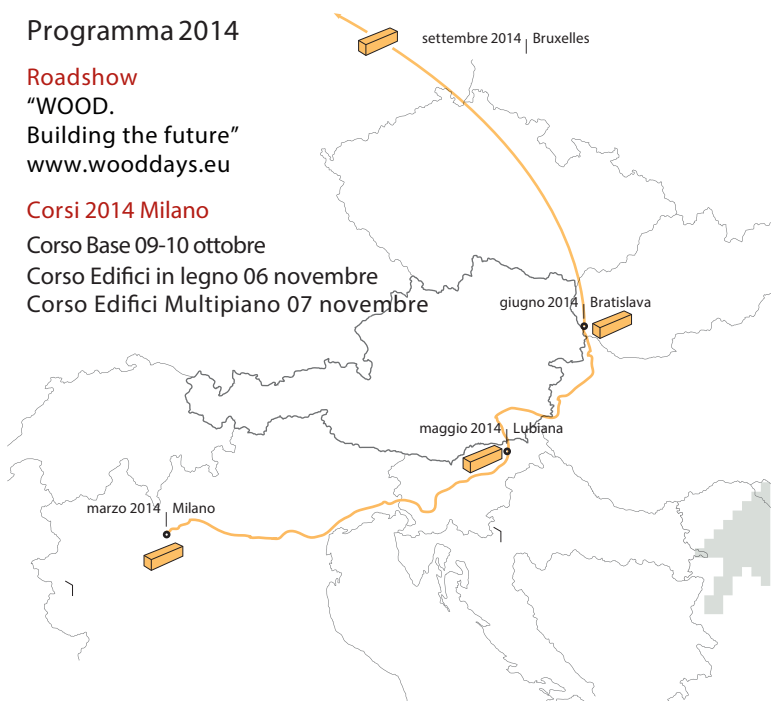 Programma 2014
Roadshow
“WOOD.
Building the future”
www.wooddays.eu
Corsi 2014 Milano
Corso Base 09-10 ottobre
Corso Edifici in legno 06 novembre
Corso Edifici Multipiano 07 novembre
settembre 2014 | Bruxelles
giugno 2014 | Bratislava
maggio 2014 | Lubiana
marzo 2014 | Milano